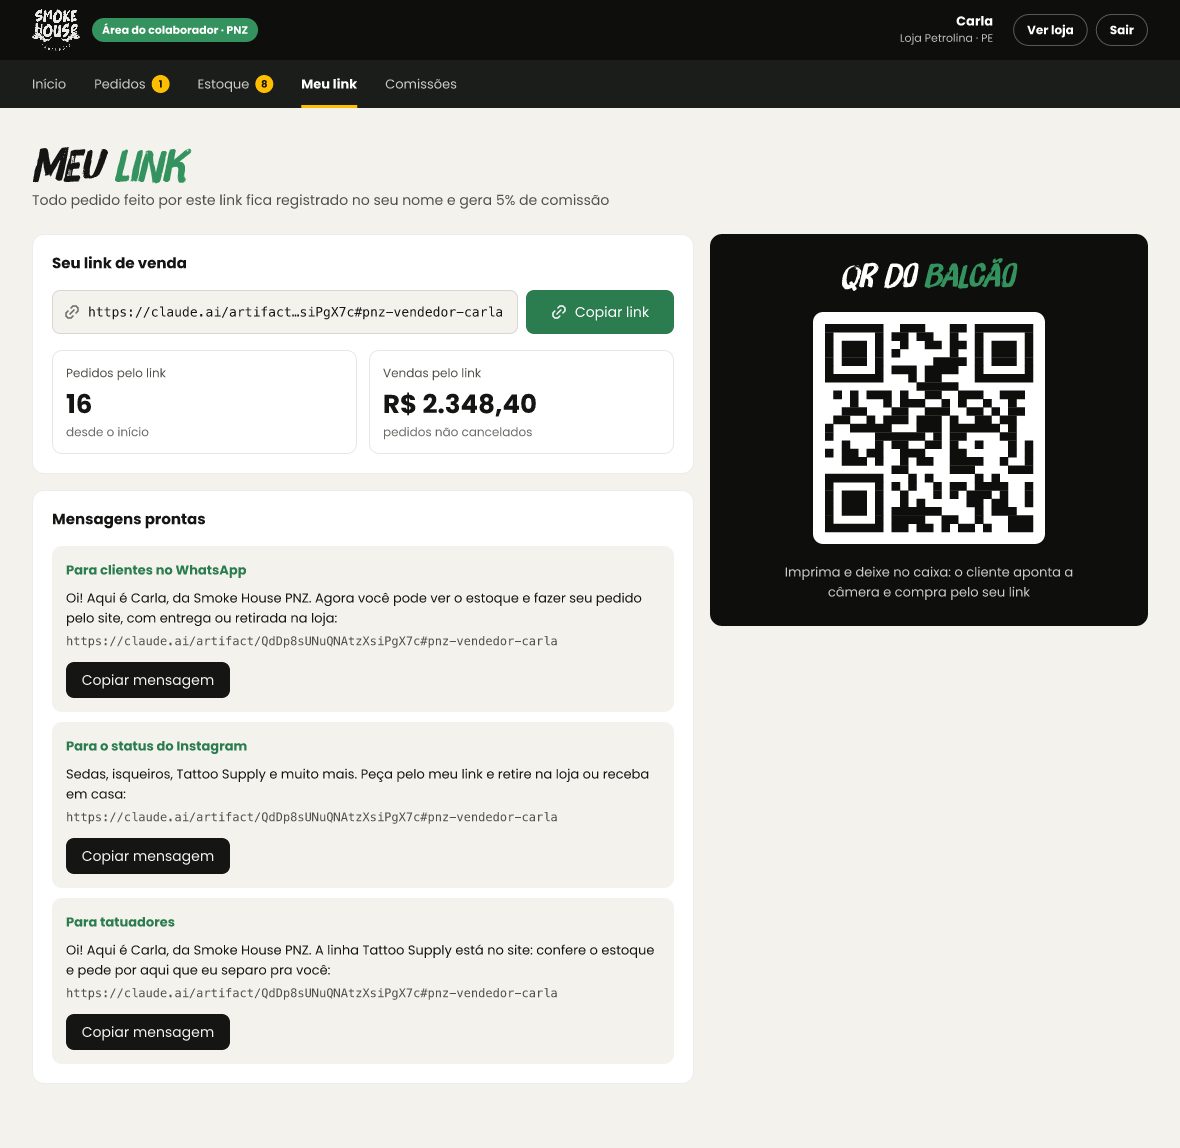 SMOKE
HOUSE
Área do colaborador · PNZ
Carla
Loja Petrolina · PE
Ver loja
Sair
Início
Pedidos 1
Estoque 8
Meu link
Comissões
MEU LINK
Todo pedido feito por este link fica registrado no seu nome e gera 5% de comissão
Seu link de venda
https://claude.ai/artifact…siPgX7c#pnz-vendedor-carla
Copiar link
Pedidos pelo link
16
desde o início
Vendas pelo link
R$ 2.348,40
pedidos não cancelados
Mensagens prontas
Para clientes no WhatsApp
Oi! Aqui é Carla, da Smoke House PNZ. Agora você pode ver o estoque e fazer seu pedido
pelo site, com entrega ou retirada na loja:
https://claude.ai/artifact/QdDp8sUNuQNAtzXsiPgX7c#pnz-vendedor-carla
Copiar mensagem
Para o status do Instagram
Sedas, isqueiros, Tattoo Supply e muito mais. Peça pelo meu link e retire na loja ou receba
em casa:
https://claude.ai/artifact/QdDp8sUNuQNAtzXsiPgX7c#pnz-vendedor-carla
Copiar mensagem
Para tatuadores
Oi! Aqui é Carla, da Smoke House PNZ. A linha Tattoo Supply está no site: confere o estoque
e pede por aqui que eu separo pra você:
https://claude.ai/artifact/QdDp8sUNuQNAtzXsiPgX7c#pnz-vendedor-carla
Copiar mensagem
QR DO BALCÃO
Imprima e deixe no caixa: o cliente aponta a
câmera e compra pelo seu link